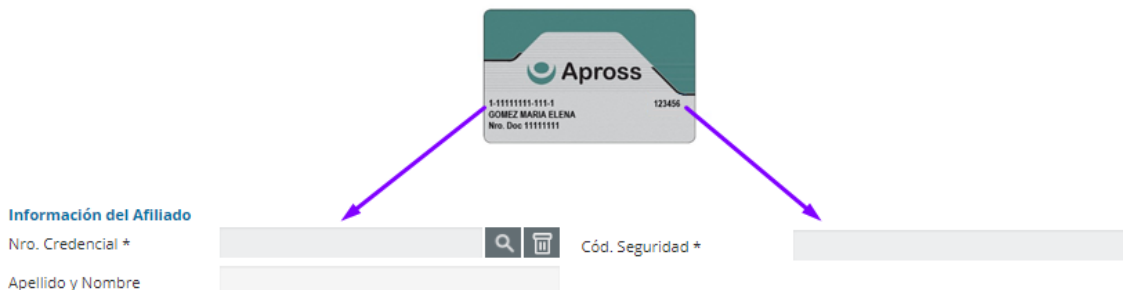 Apross
1-11111111-111-1 123456
GOMEZ MARIA ELENA
Nro. Doc 11111111
Información del Afiliado
Nro. Credencial * Cód. Seguridad *
Apellido y Nombre